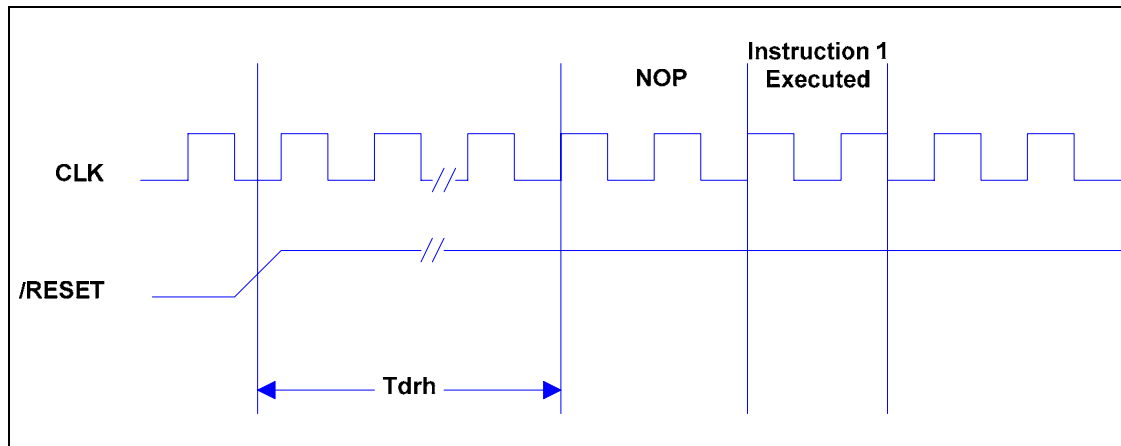 Instruction 1
Executed
NOP
CLK
/RESET
Tdrh